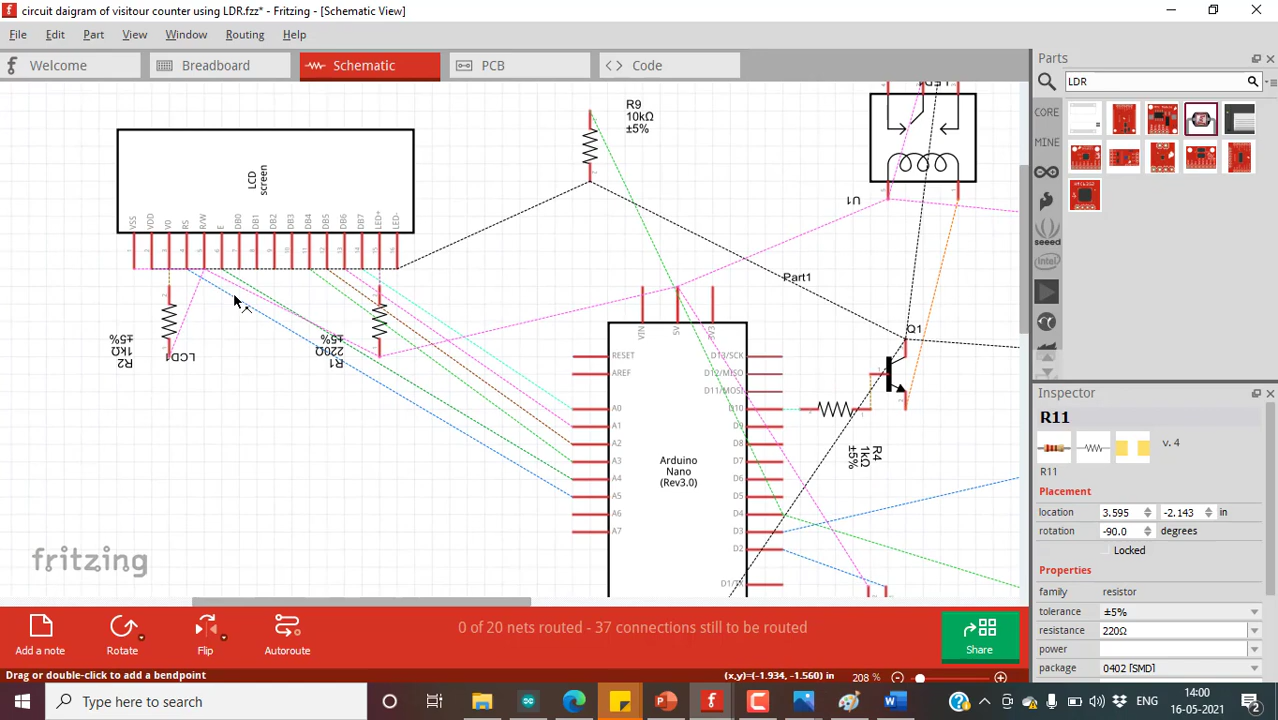 circuit daigram of visitour counter using LDR.fzz* - Fritzing - [Schematic View]
File Edit Part View Window Routing Help
Welcome
Breadboard
Schematic
PCB
Code
Parts
LDR
CORE
MINE
seeed
intel
R9
10kΩ
±5%
LCD
screen
VSS VDD V0 RS R/W E DB0 DB1 DB2 DB3 DB4 DB5 DB6 DB7 LED+ LED-
U1
Part1
Q1
R2
1kΩ
±5%
LCD1
R1
220Ω
±5%
VIN 5V 3V3
RESET
AREF
A0
A1
A2
A3
A4
A5
A6
A7
Arduino
Nano
(Rev3.0)
D13/SCK
D12/MISO
D11/MOSI
D10
D9
D8
D7
D6
D5
D4
D3
D2
D1/TX
R4
1kΩ
±5%
fritzing
Inspector
R11
v. 4
R11
Placement
location 3.595 -2.143 in
rotation -90.0 degrees
Locked
Properties
family resistor
tolerance ±5%
resistance 220Ω
power
package 0402 [SMD]
Add a note
Rotate
Flip
Autoroute
0 of 20 nets routed - 37 connections still to be routed
Share
Drag or double-click to add a bendpoint
(x,y)=(-1.934, -1.560) in
208 %
Type here to search
ENG
14:00
16-05-2021
2